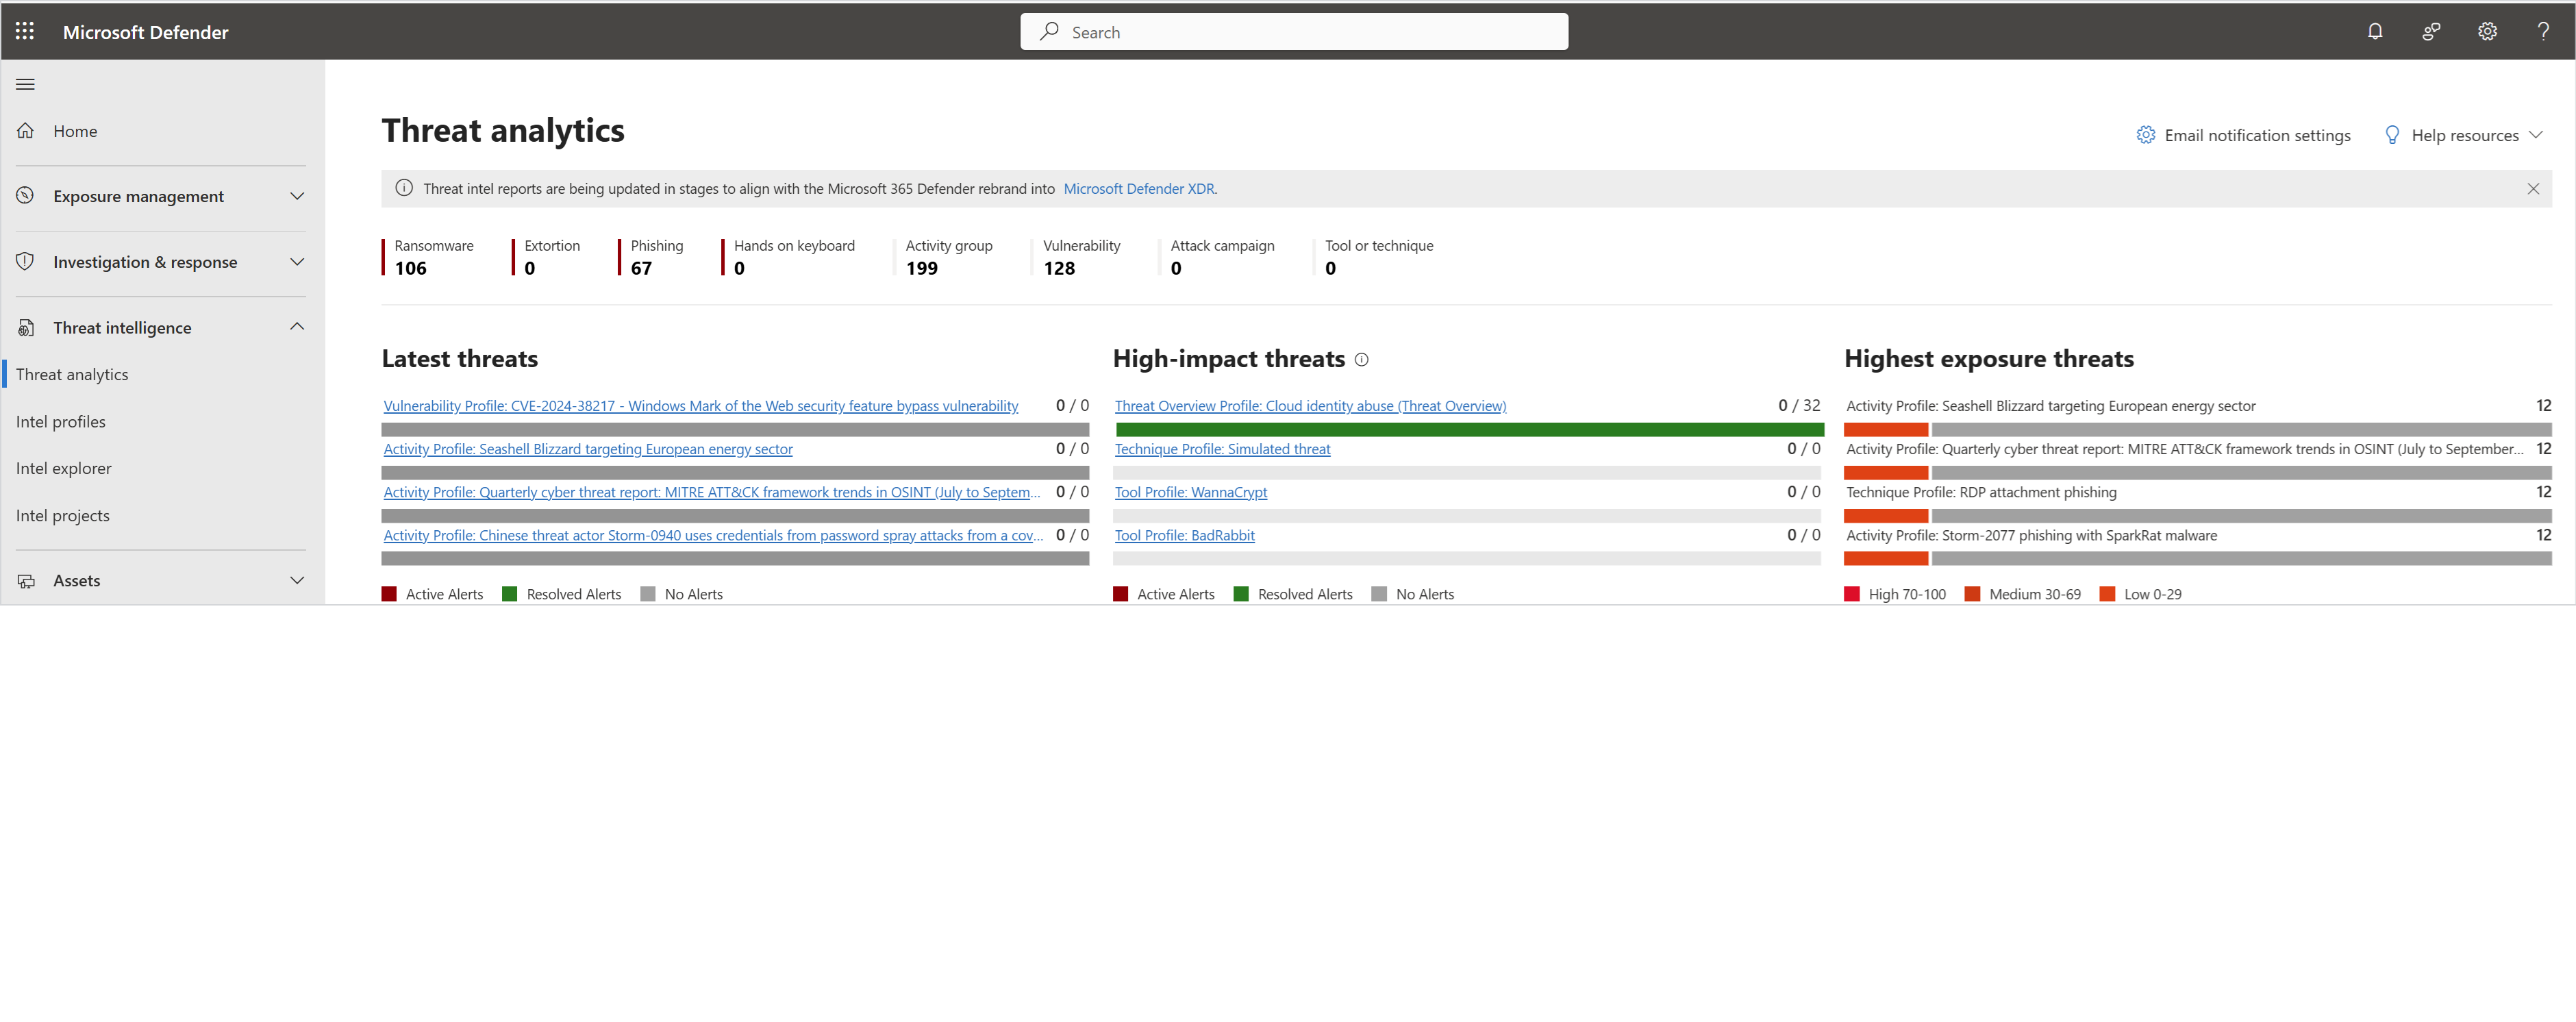 Microsoft Defender
Search
Home
Exposure management
Investigation & response
Threat intelligence
Threat analytics
Intel profiles
Intel explorer
Intel projects
Assets
Threat analytics
Email notification settings
Help resources
Threat intel reports are being updated in stages to align with the Microsoft 365 Defender rebrand into Microsoft Defender XDR.
Ransomware
106
Extortion
0
Phishing
67
Hands on keyboard
0
Activity group
199
Vulnerability
128
Attack campaign
0
Tool or technique
0
Latest threats
Vulnerability Profile: CVE-2024-38217 - Windows Mark of the Web security feature bypass vulnerability 0 / 0
Activity Profile: Seashell Blizzard targeting European energy sector 0 / 0
Activity Profile: Quarterly cyber threat report: MITRE ATT&CK framework trends in OSINT (July to Septem... 0 / 0
Activity Profile: Chinese threat actor Storm-0940 uses credentials from password spray attacks from a cov... 0 / 0
Active Alerts Resolved Alerts No Alerts
High-impact threats
Threat Overview Profile: Cloud identity abuse (Threat Overview) 0 / 32
Technique Profile: Simulated threat 0 / 0
Tool Profile: WannaCrypt 0 / 0
Tool Profile: BadRabbit 0 / 0
Active Alerts Resolved Alerts No Alerts
Highest exposure threats
Activity Profile: Seashell Blizzard targeting European energy sector 12
Activity Profile: Quarterly cyber threat report: MITRE ATT&CK framework trends in OSINT (July to September... 12
Technique Profile: RDP attachment phishing 12
Activity Profile: Storm-2077 phishing with SparkRat malware 12
High 70-100 Medium 30-69 Low 0-29